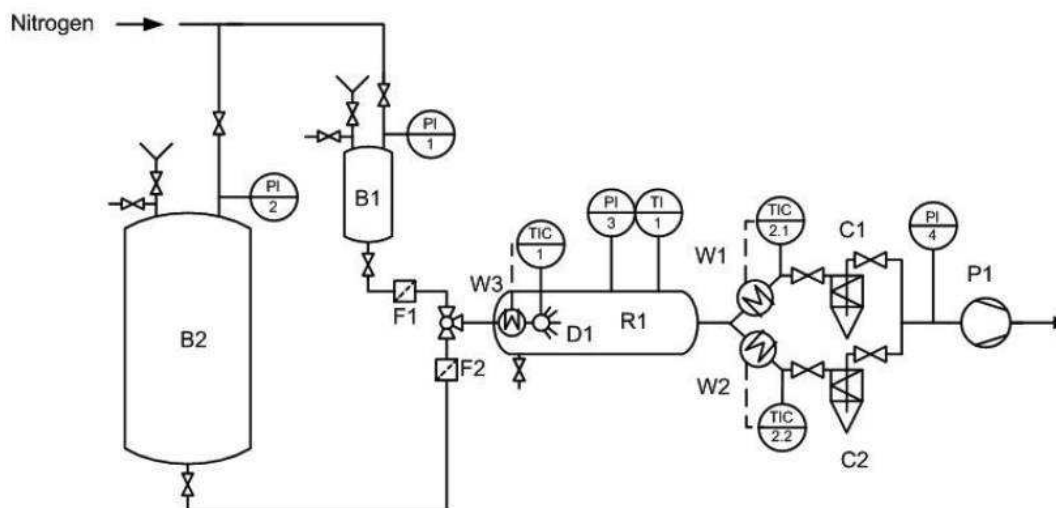 Nitrogen
PI
1
B1
PI
2
B2
F1
F2
W3
TIC
1
D1
PI
3
TI
1
R1
W1
TIC
2.1
C1
PI
4
P1
W2
TIC
2.2
C2